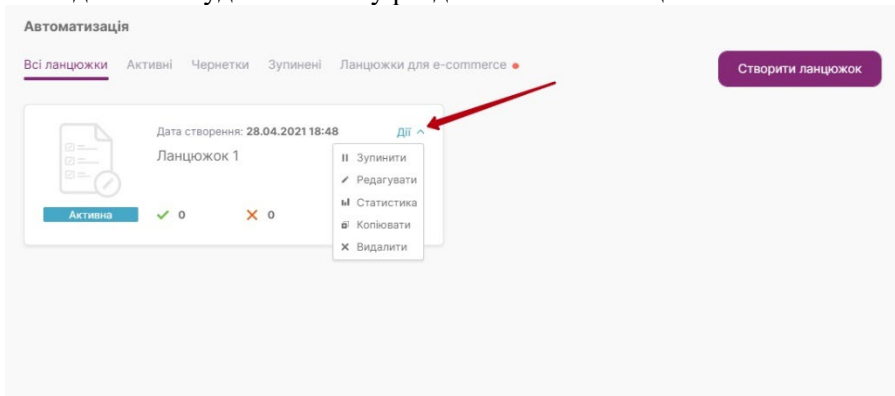 Автоматизація
Всі ланцюжки Активні Чернетки Зупинені Ланцюжки для e-commerce
Створити ланцюжок
Дата створення: 28.04.2021 18:48 Дії
Ланцюжок 1
Зупинити
Редагувати
Статистика
Копіювати
Видалити
Активна 0 0